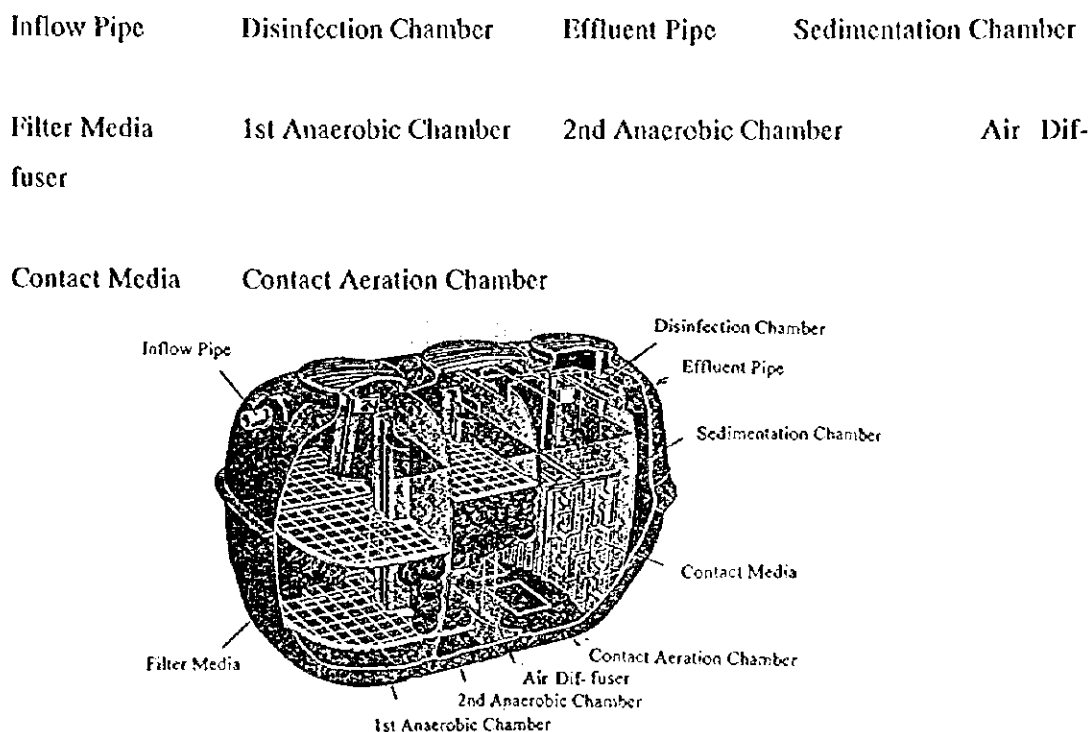 Inflow Pipe Disinfection Chamber Effluent Pipe Sedimentation Chamber
Filter Media 1st Anaerobic Chamber 2nd Anaerobic Chamber Air Dif-
fuser
Contact Media Contact Aeration Chamber
Disinfection Chamber
Inflow Pipe
Effluent Pipe
Sedimentation Chamber
Contact Media
Contact Aeration Chamber
Filter Media
Air Dif- fuser
2nd Anaerobic Chamber
1st Anaerobic Chamber